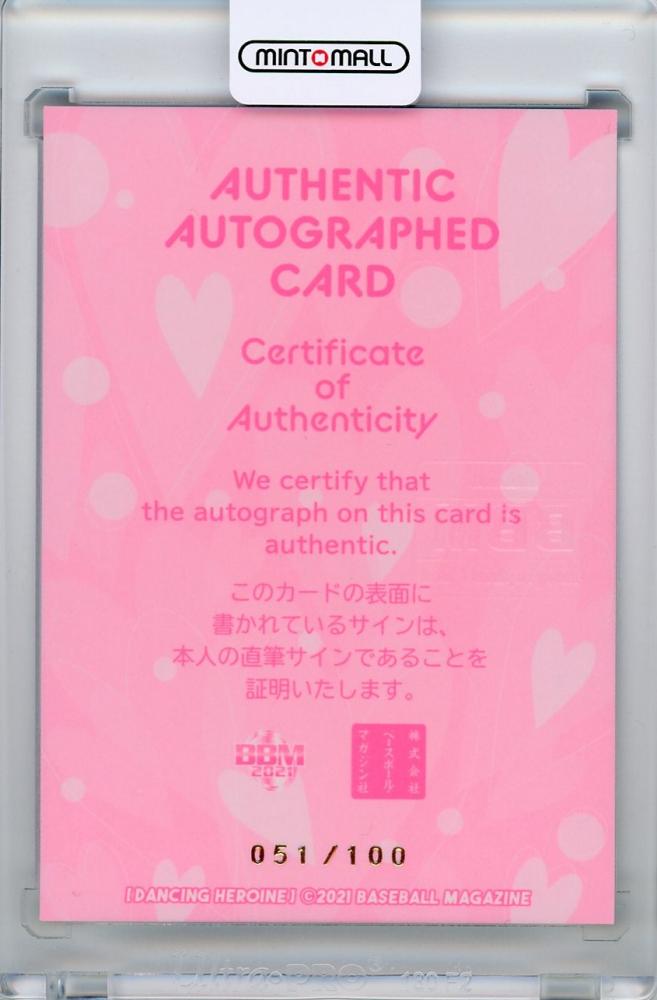 MINTMALL
AUTHENTIC
AUTOGRAPHED
CARD
Certificate
of
Authenticity
We certify that
the autograph on this card is
authentic.
このカードの表面に
書かれているサインは、
本人の直筆サインであることを
証明いたします。
BBM
2021
株式会社
ベースボール
マガジン社
051/100
[DANCING HEROINE] ©2021 BASEBALL MAGAZINE